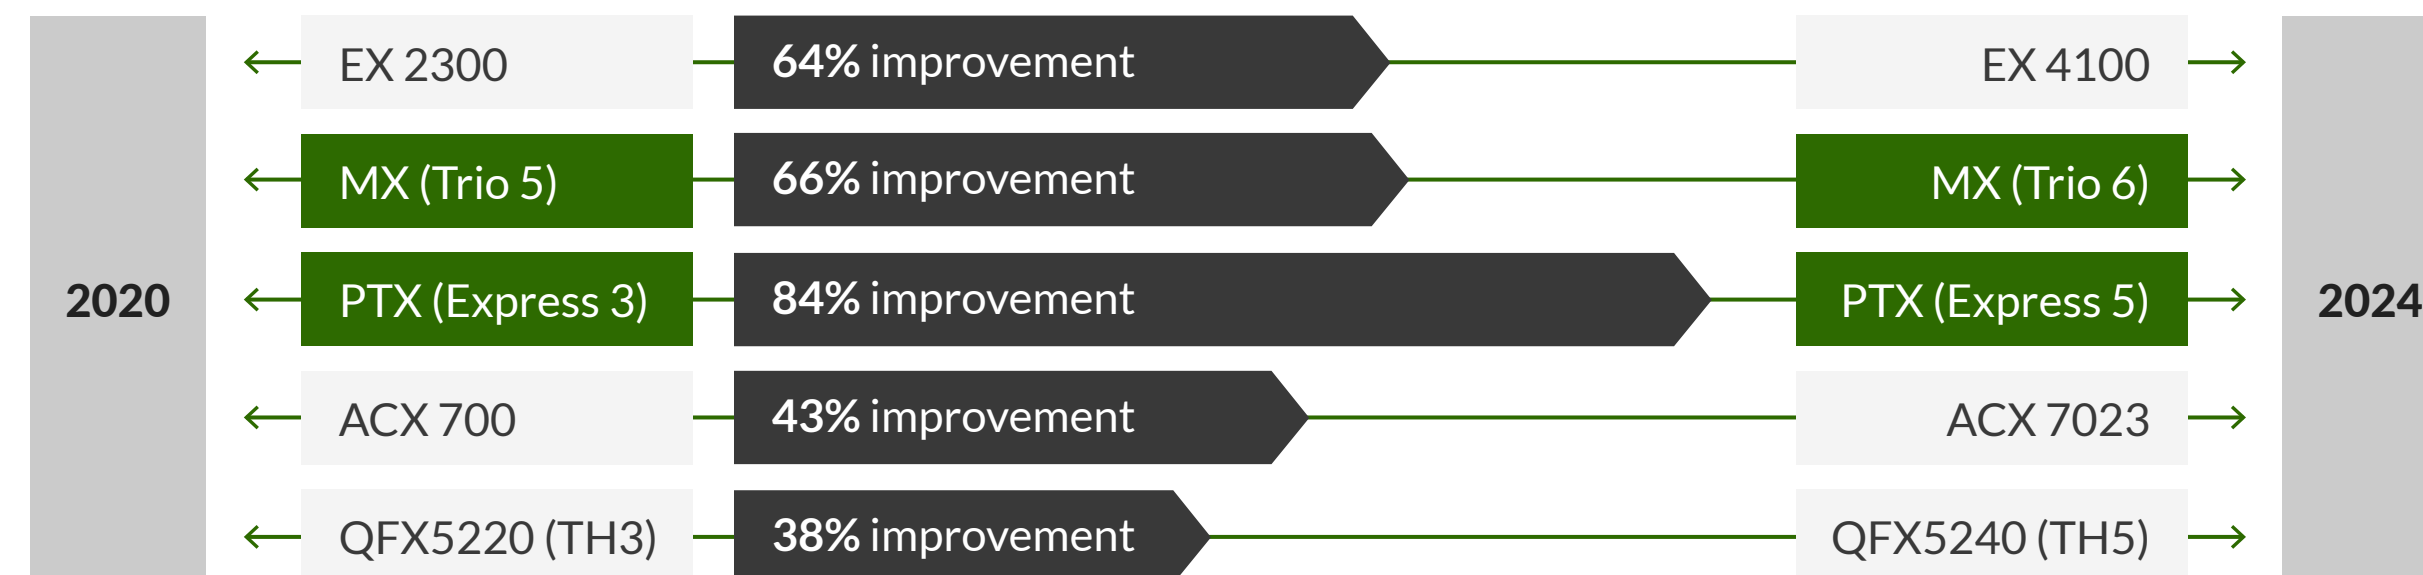 EX 2300
64% improvement
EX 4100
MX (Trio 5)
66% improvement
MX (Trio 6)
2020
PTX (Express 3)
84% improvement
PTX (Express 5)
2024
ACX 700
43% improvement
ACX 7023
QFX5220 (TH3)
38% improvement
QFX5240 (TH5)